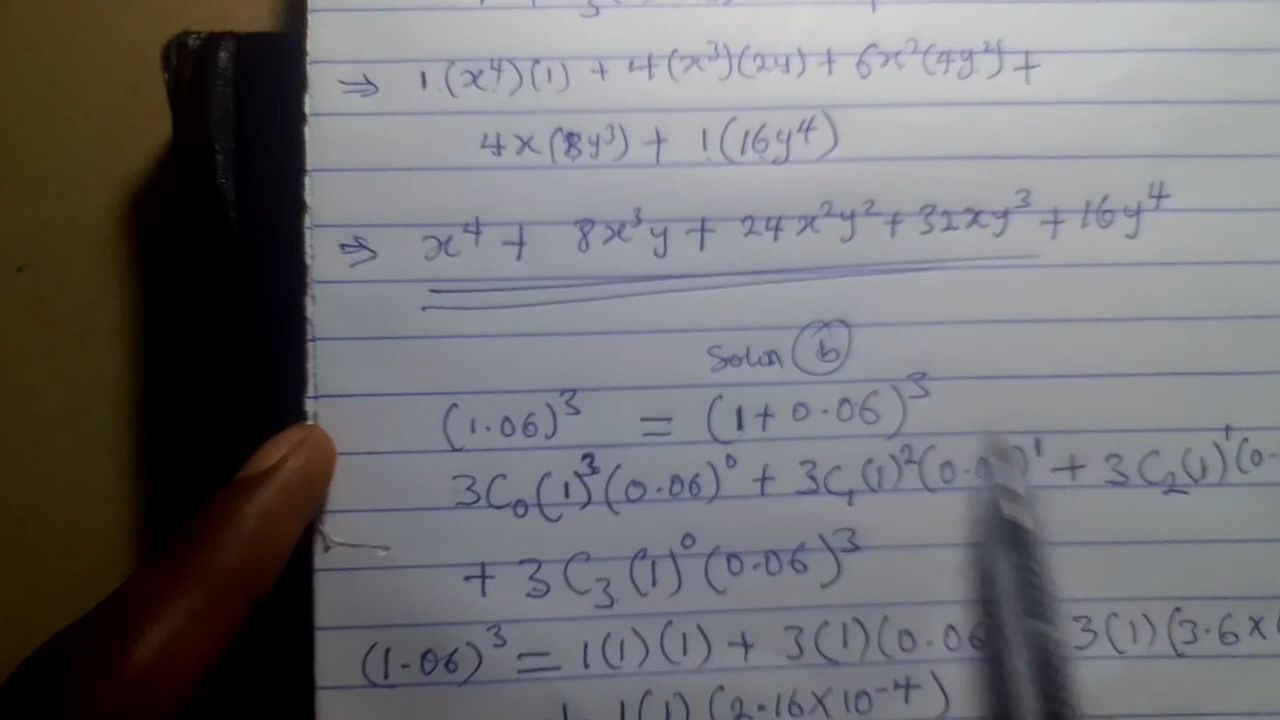 ⇒ 1.(x⁴)(1) + 4(x³)(2y) + 6x²(4y²) +
4x(8y³) + 1(16y⁴)
⇒ x⁴ + 8x³y + 24x²y² + 32xy³ + 16y⁴
Soln (b)
(1.06)³ = (1+0.06)³
3C₀(1)³(0.06)⁰ + 3C₁(1)²(0. )¹ + 3C₂(1)¹(0.
+ 3C₃(1)⁰(0.06)³
(1.06)³ = 1(1)(1) + 3(1)(0.06 3(1)(3.6×
1(1)(2.16×10⁻⁴)